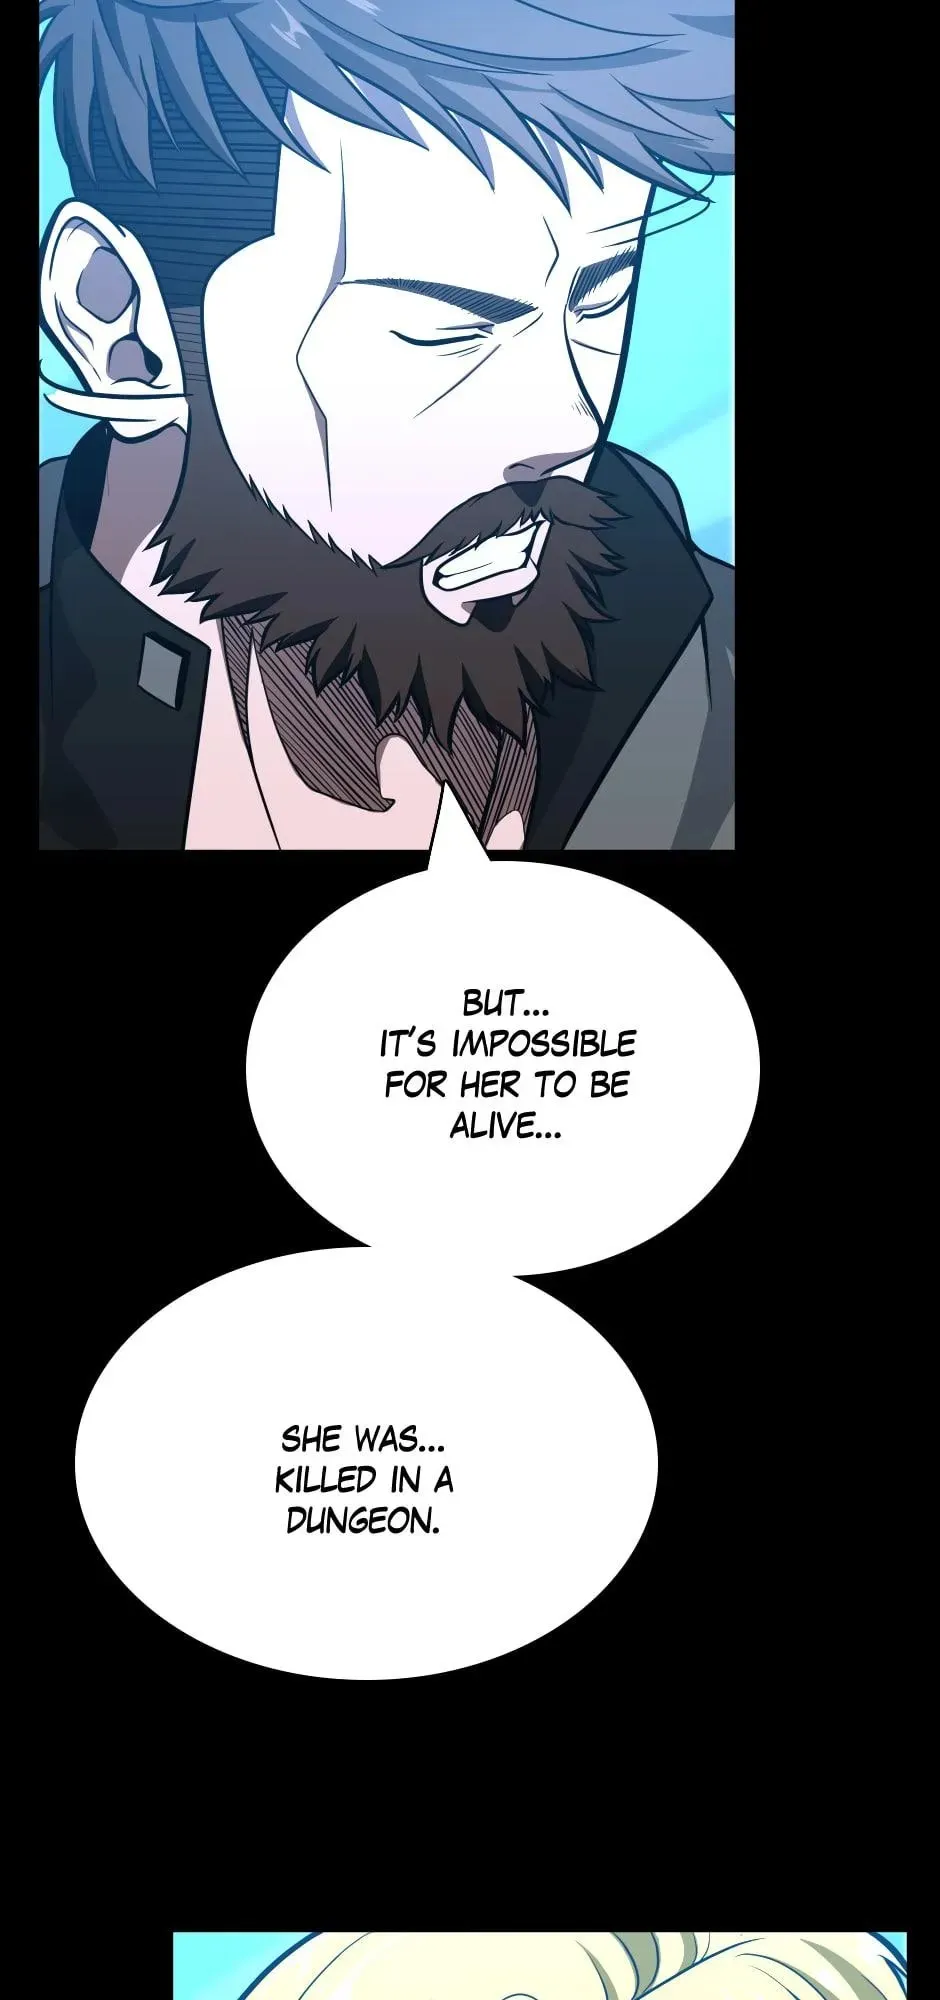 BUT...
IT'S IMPOSSIBLE
FOR HER TO BE
ALIVE...
SHE WAS...
KILLED IN A
DUNGEON.